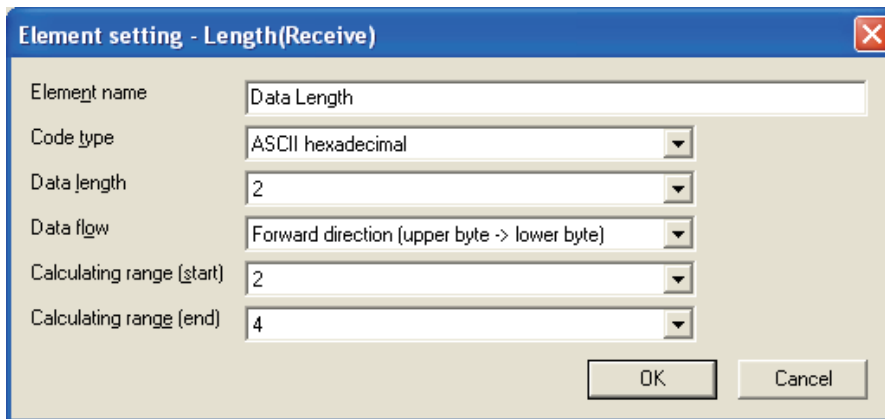 Element setting - Length(Receive)
Element name Data Length
Code type ASCII hexadecimal
Data length 2
Data flow Forward direction (upper byte -> lower byte)
Calculating range (start) 2
Calculating range (end) 4
OK Cancel